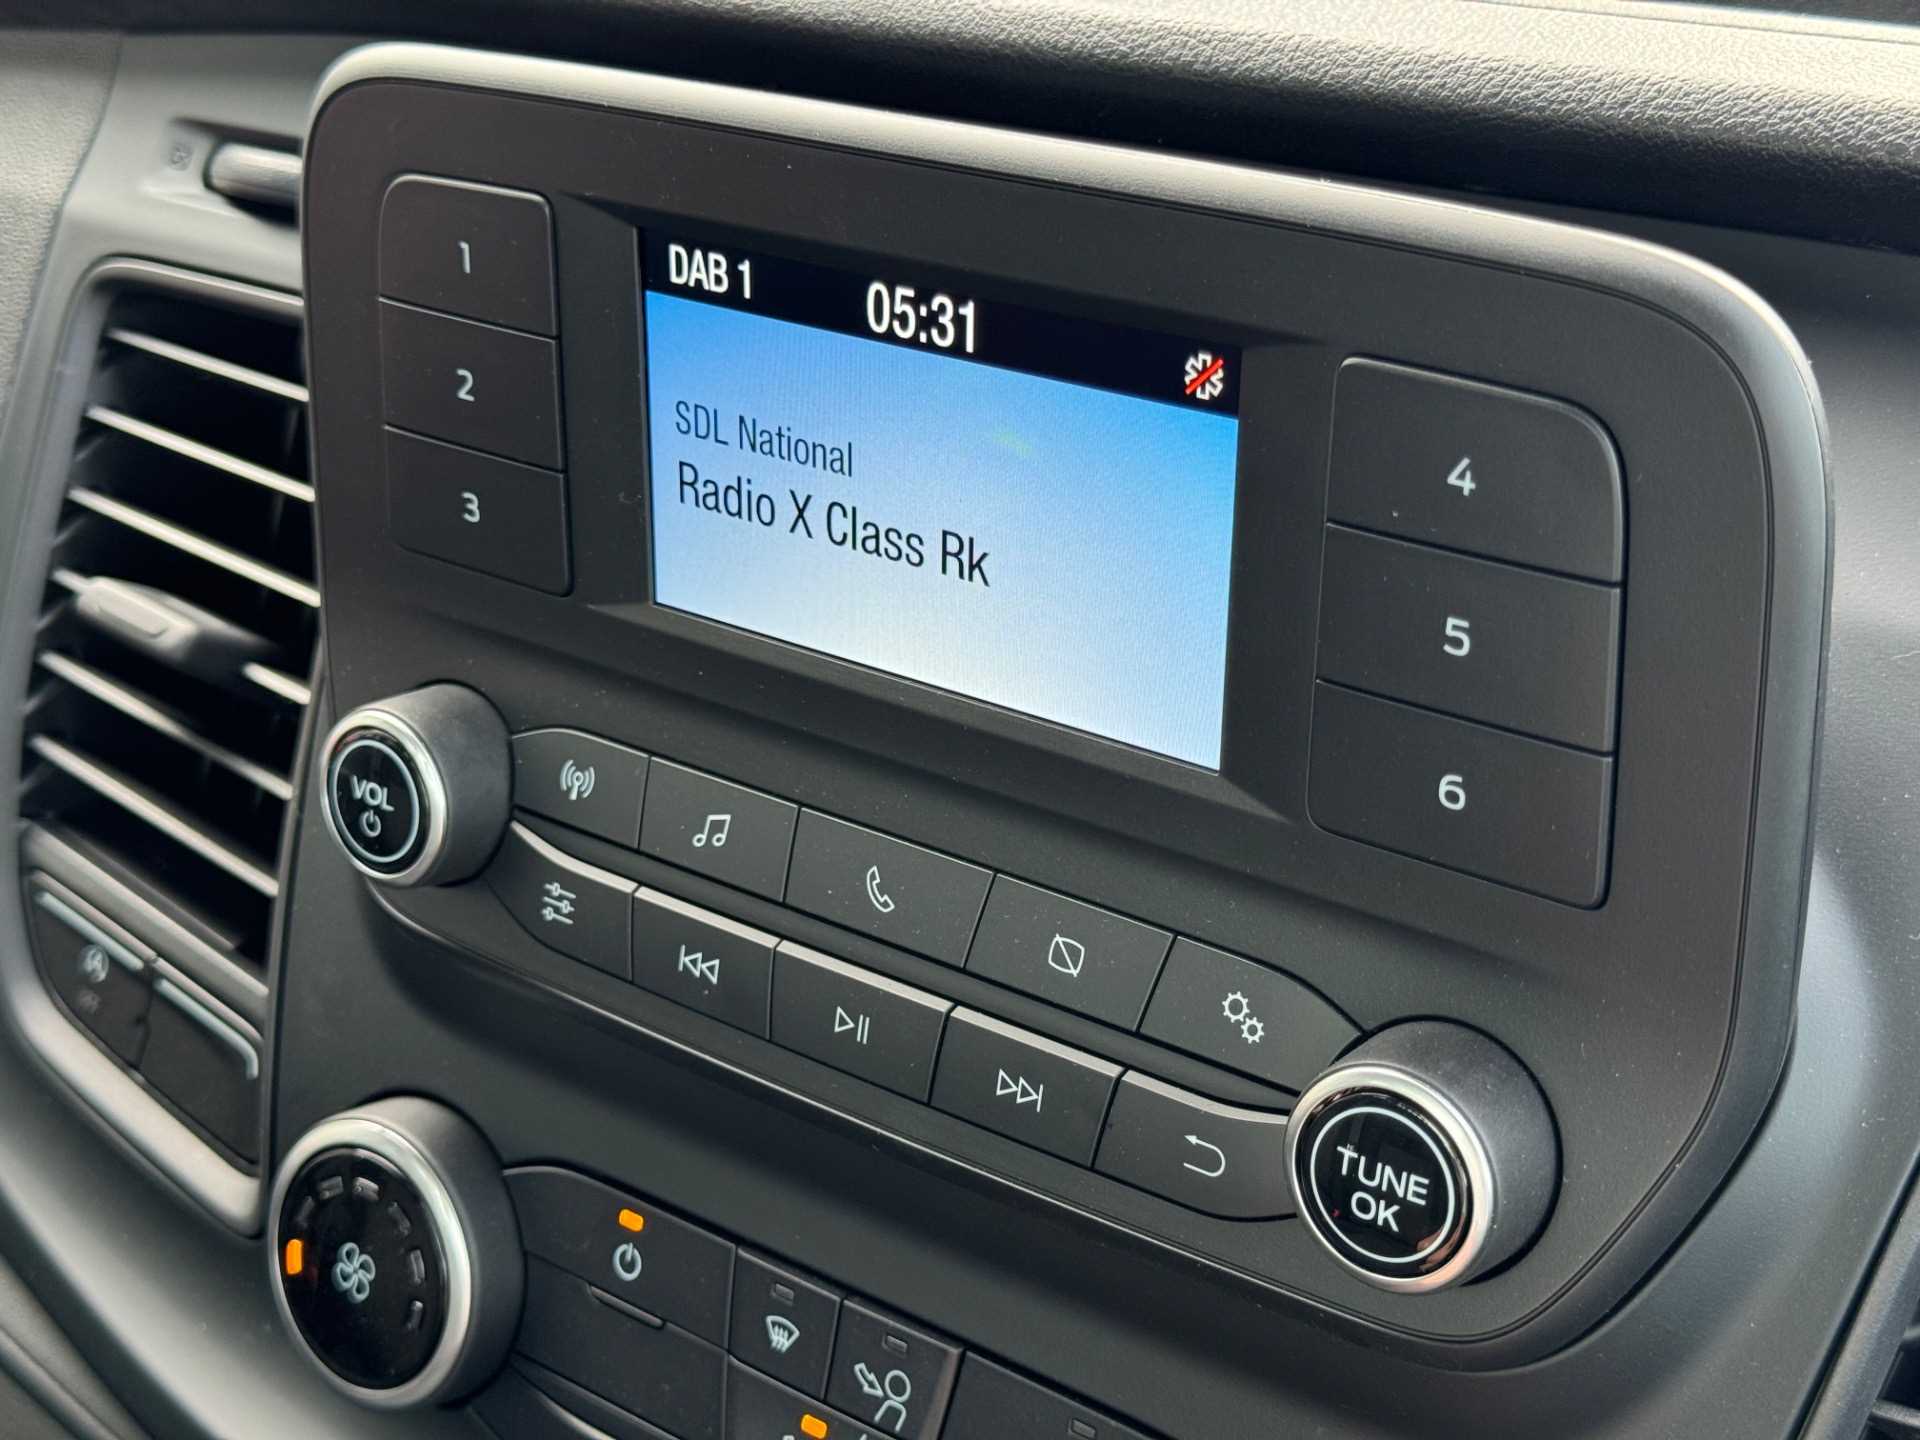 DAB 1
05:31
SDL National
Radio X Class Rk
1
2
3
4
5
6
VOL
TUNE
OK